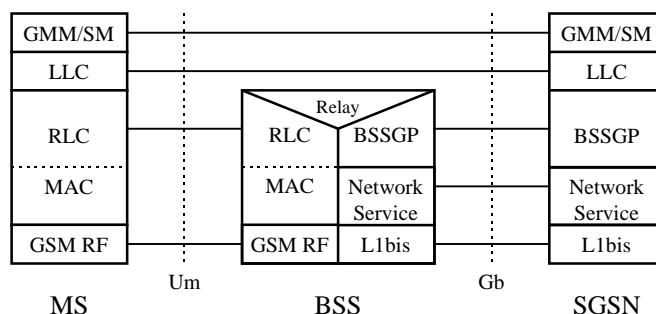 GMM/SM
GMM/SM
LLC
LLC
Relay
RLC
RLC
BSSGP
BSSGP
MAC
MAC
Network
Service
Network
Service
GSM RF
GSM RF
L1bis
L1bis
Um
Gb
MS
BSS
SGSN